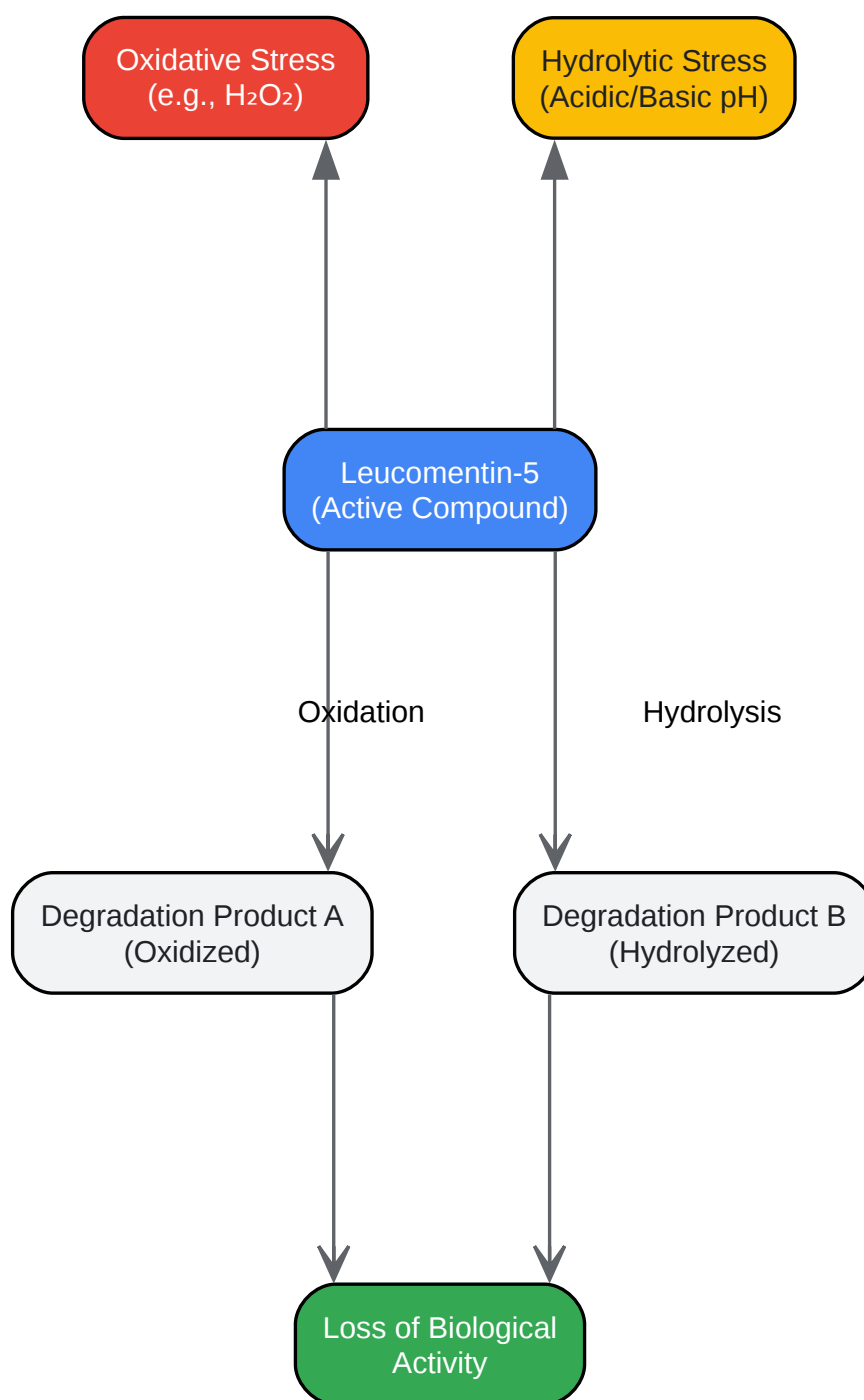 Oxidative Stress
(e.g., H₂O₂)
Hydrolytic Stress
(Acidic/Basic pH)
Leucomentin-5
(Active Compound)
Oxidation
Hydrolysis
Degradation Product A
(Oxidized)
Degradation Product B
(Hydrolyzed)
Loss of Biological
Activity